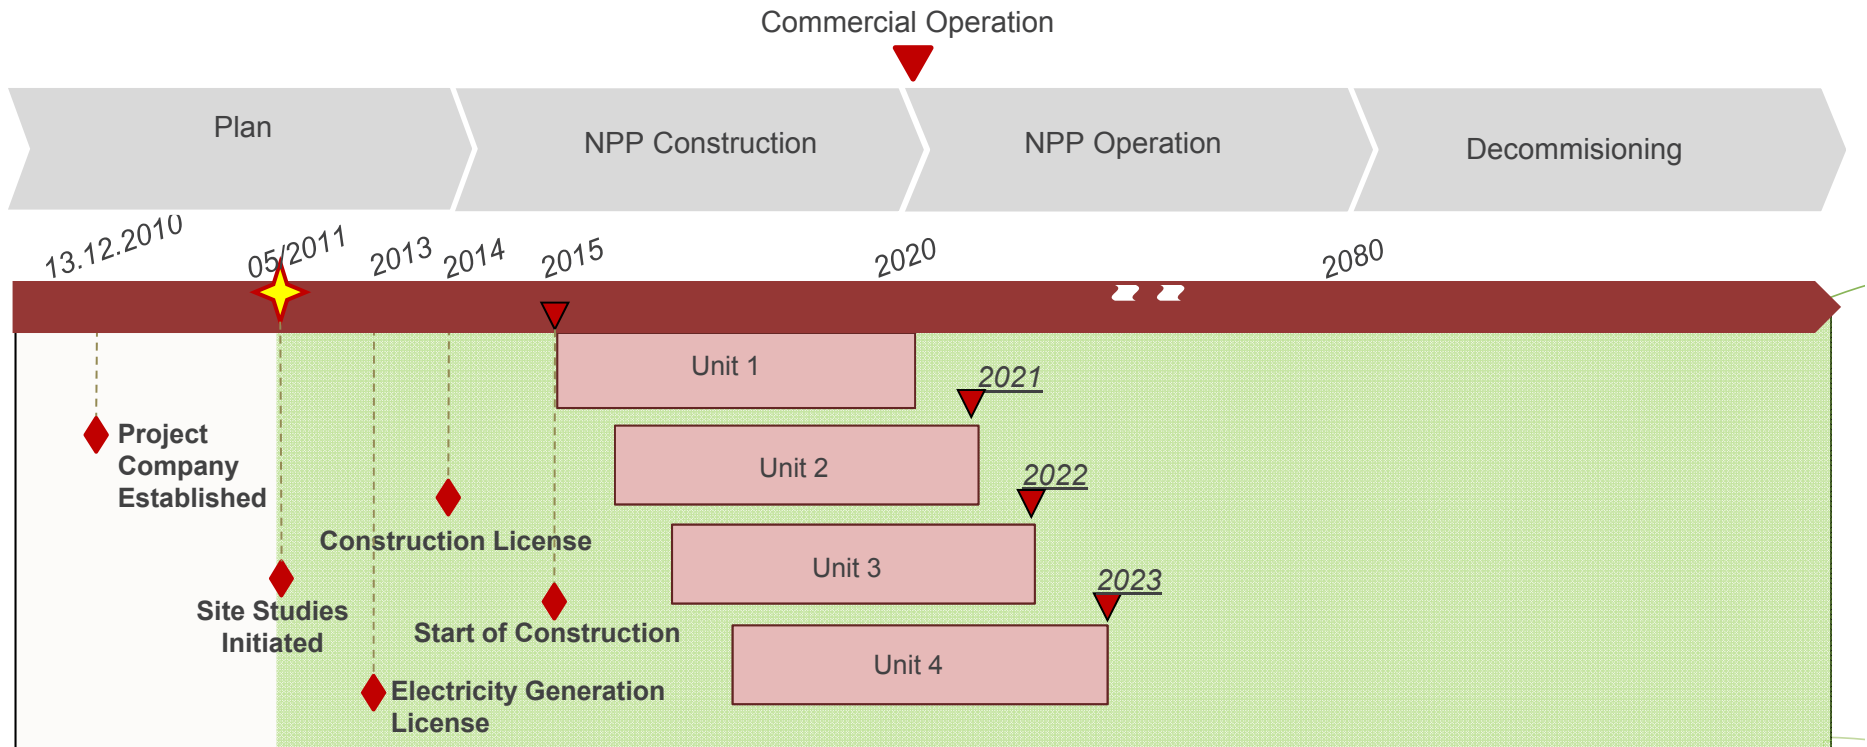 Commercial Operation
Plan
NPP Construction
NPP Operation
Decommisioning
13.12.2010
05/2011
2013
2014
2015
2020
2080
Unit 1
2021
Project
Company
Established
Unit 2
2022
Construction License
Unit 3
2023
Site Studies
Initiated
Start of Construction
Unit 4
Electricity Generation
License